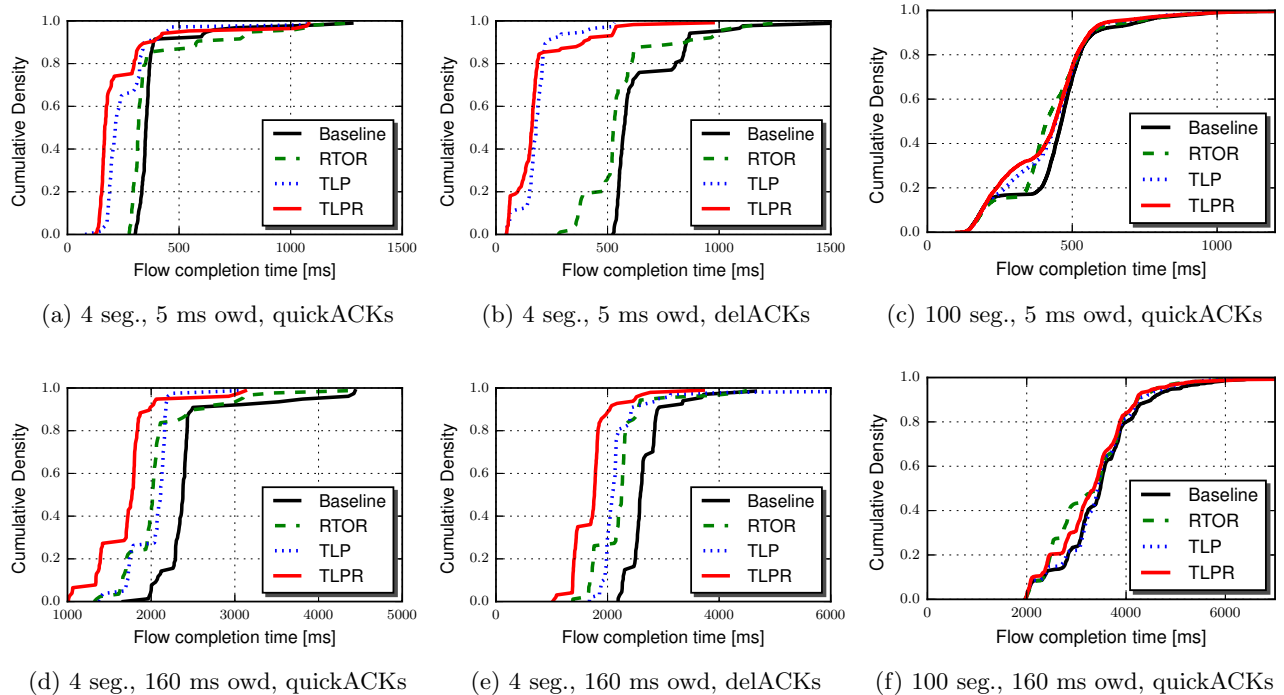 Cumulative Density
1.0
0.8
0.6
0.4
0.2
0.0
0 500 1000 1500
Baseline
RTOR
TLP
TLPR
Flow completion time [ms]
(a) 4 seg., 5 ms owd, quickACKs
Cumulative Density
1.0
0.8
0.6
0.4
0.2
0.0
0 500 1000 1500
Baseline
RTOR
TLP
TLPR
Flow completion time [ms]
(b) 4 seg., 5 ms owd, delACKs
Cumulative Density
1.0
0.8
0.6
0.4
0.2
0.0
0 500 1000
Baseline
RTOR
TLP
TLPR
Flow completion time [ms]
(c) 100 seg., 5 ms owd, quickACKs
Cumulative Density
1.0
0.8
0.6
0.4
0.2
0.0
1000 2000 3000 4000 5000
Baseline
RTOR
TLP
TLPR
Flow completion time [ms]
(d) 4 seg., 160 ms owd, quickACKs
Cumulative Density
1.0
0.8
0.6
0.4
0.2
0.0
0 2000 4000 6000
Baseline
RTOR
TLP
TLPR
Flow completion time [ms]
(e) 4 seg., 160 ms owd, delACKs
Cumulative Density
1.0
0.8
0.6
0.4
0.2
0.0
0 2000 4000 6000
Baseline
RTOR
TLP
TLPR
Flow completion time [ms]
(f) 100 seg., 160 ms owd, quickACKs